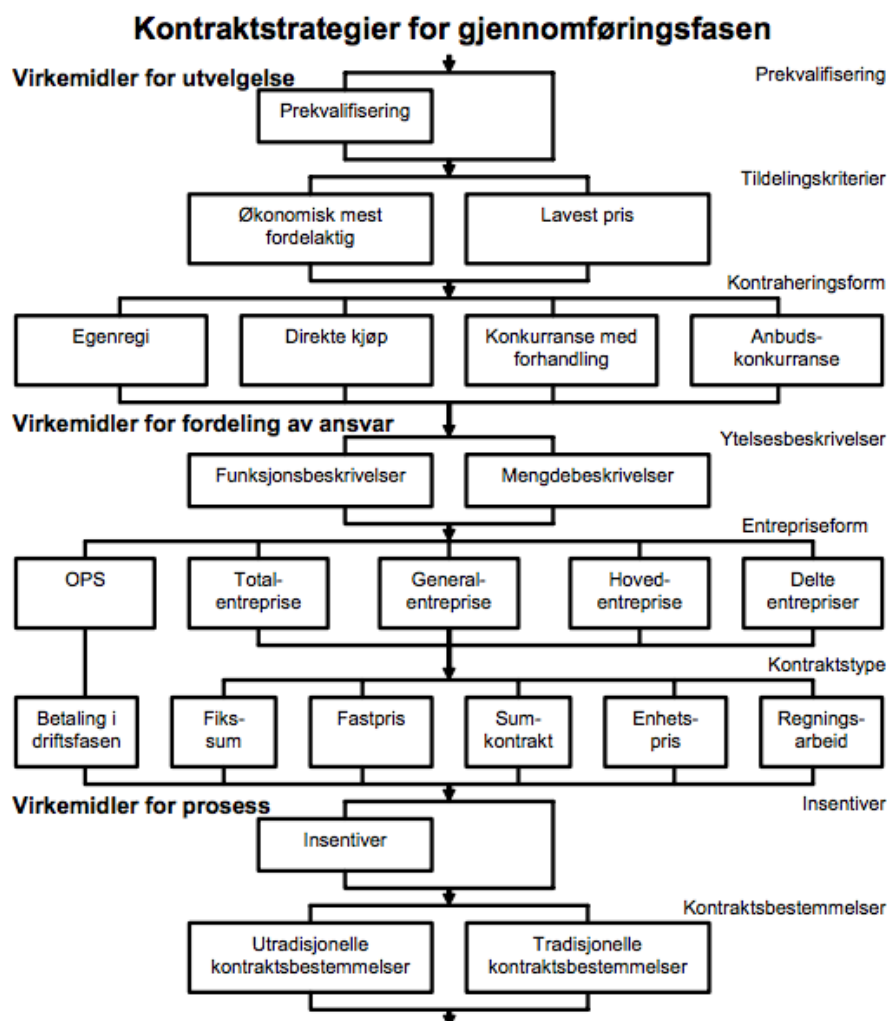 Kontraktstrategier for gjennomføringsfasen
Virkemidler for utvelgelse
Prekvalifisering
Prekvalifisering
Tildelingskriterier
Økonomisk mest
fordelaktig
Lavest pris
Kontraheringsform
Egenregi
Direkte kjøp
Konkurranse med
forhandling
Anbuds-
konkurranse
Virkemidler for fordeling av ansvar
Ytelsesbeskrivelser
Funksjonsbeskrivelser
Mengdebeskrivelser
Entrepriseform
OPS
Total-
entreprise
General-
entreprise
Hoved-
entreprise
Delte
entrepriser
Kontraktstype
Betaling i
driftsfasen
Fiks-
sum
Fastpris
Sum-
kontrakt
Enhets-
pris
Regnings-
arbeid
Virkemidler for prosess
Insentiver
Insentiver
Kontraktsbestemmelser
Utradisjonelle
kontraktsbestemmelser
Tradisjonelle
kontraktsbestemmelser